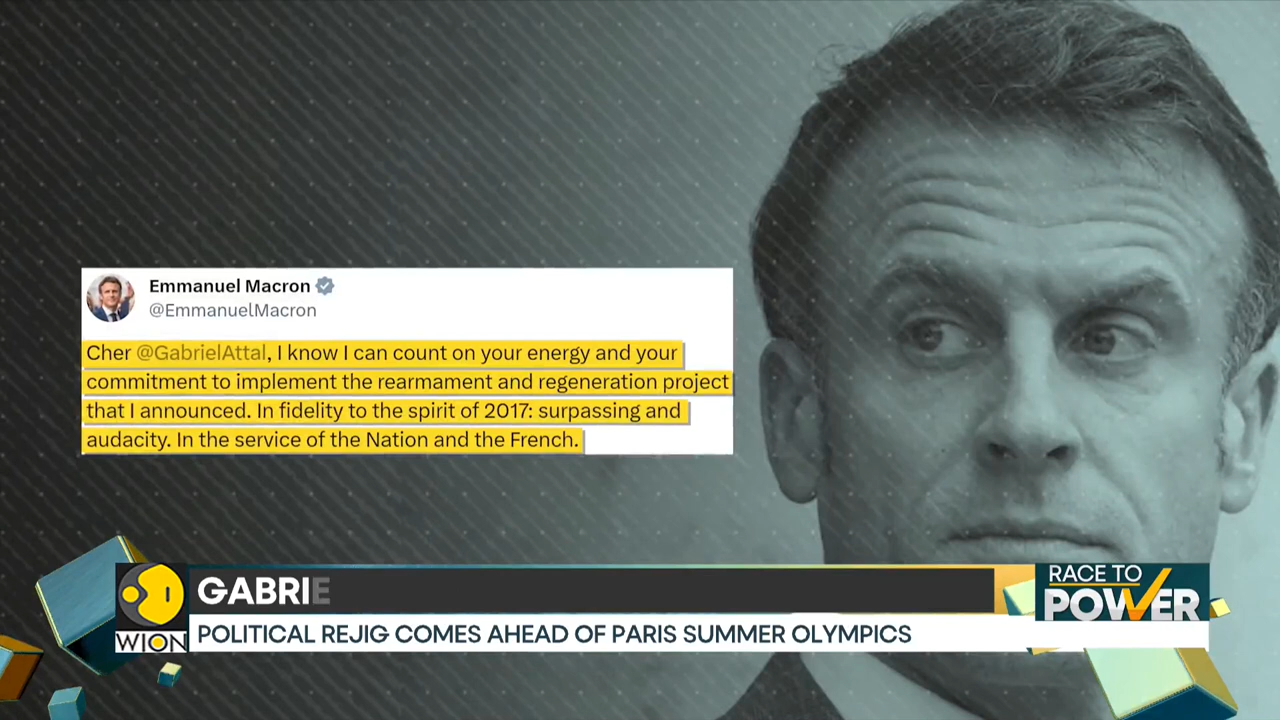 Emmanuel Macron
@EmmanuelMacron
Cher @GabrielAttal, I know I can count on your energy and your
commitment to implement the rearmament and regeneration project
that I announced. In fidelity to the spirit of 2017: surpassing and
audacity. In the service of the Nation and the French.
GABRIE
POLITICAL REJIG COMES AHEAD OF PARIS SUMMER OLYMPICS
WION
RACE TO
POWER